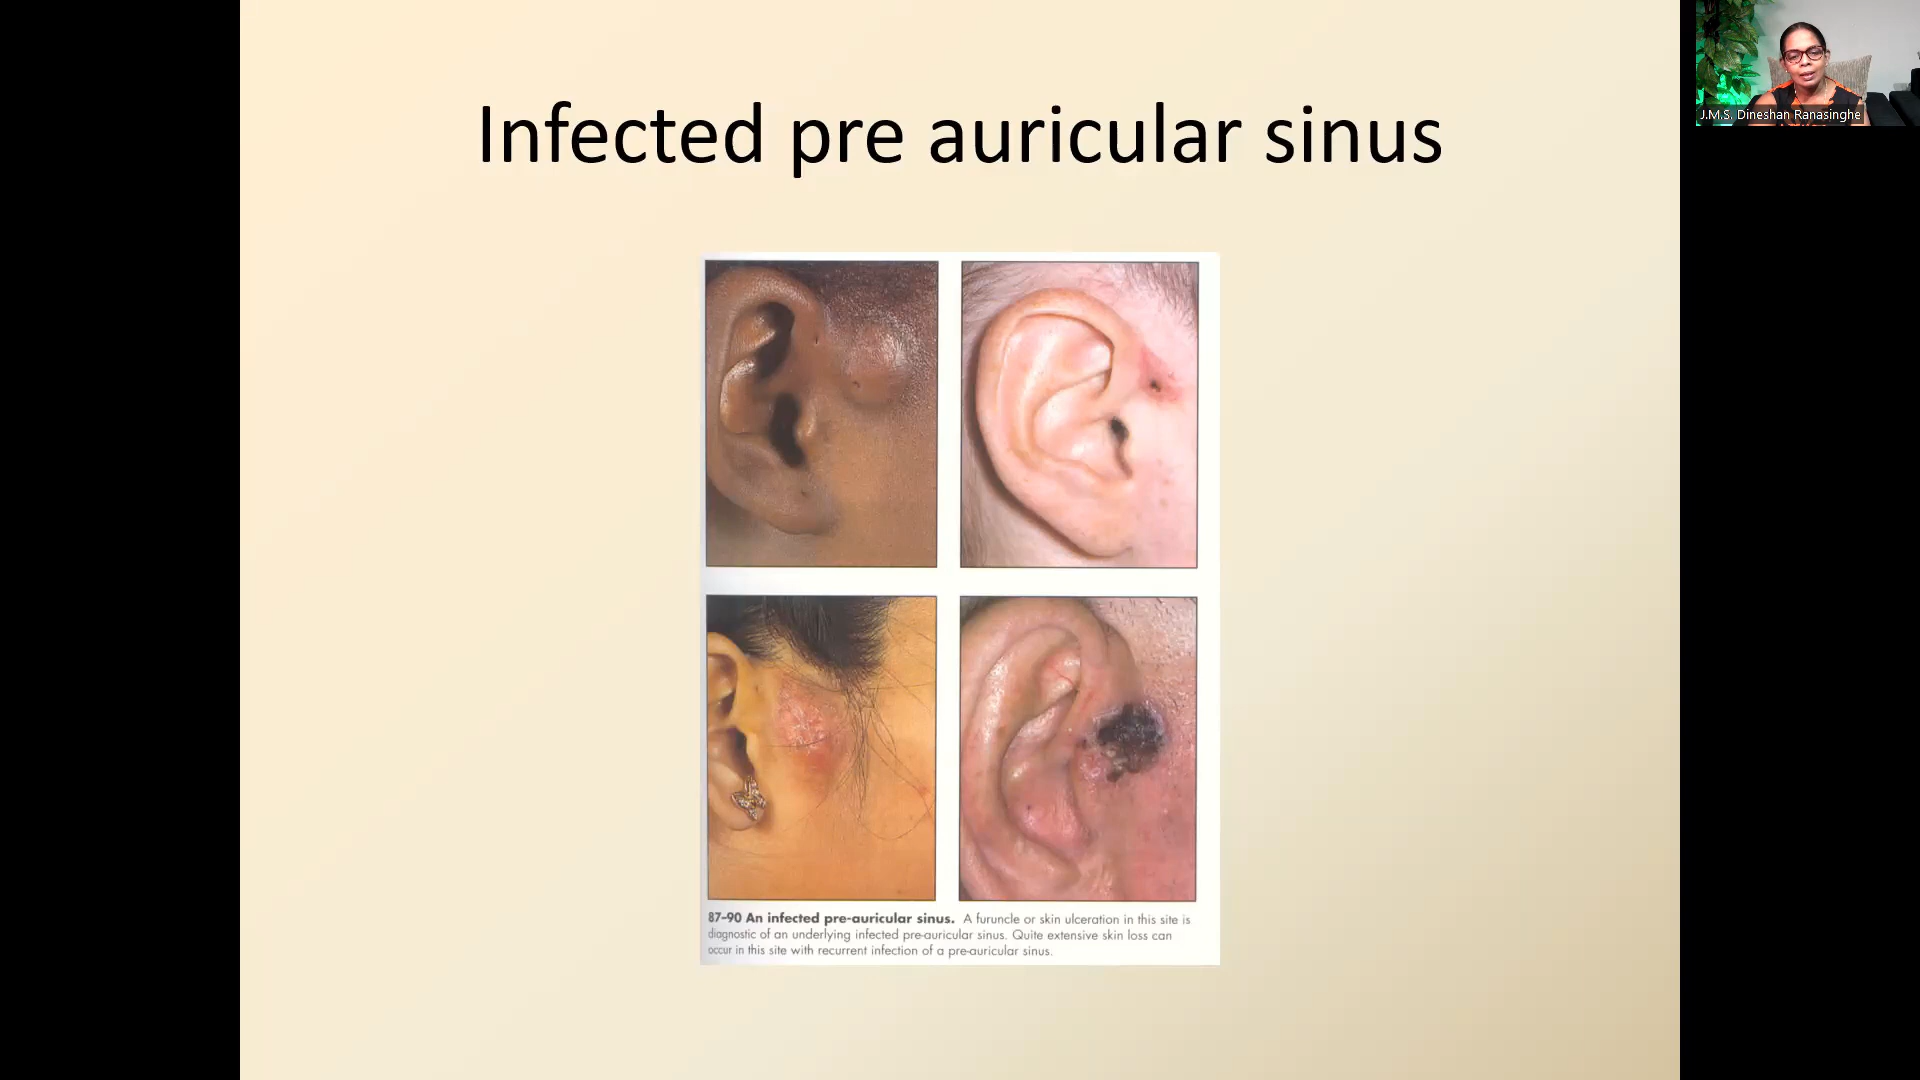 Infected pre auricular sinus
J.M.S. Dineshan Ranasinghe
87-90 An infected pre-auricular sinus. A furuncle or skin ulceration in this site is
diagnostic of an underlying infected pre-auricular sinus. Quite extensive skin loss can
occur in this site with recurrent infection of a pre-auricular sinus.